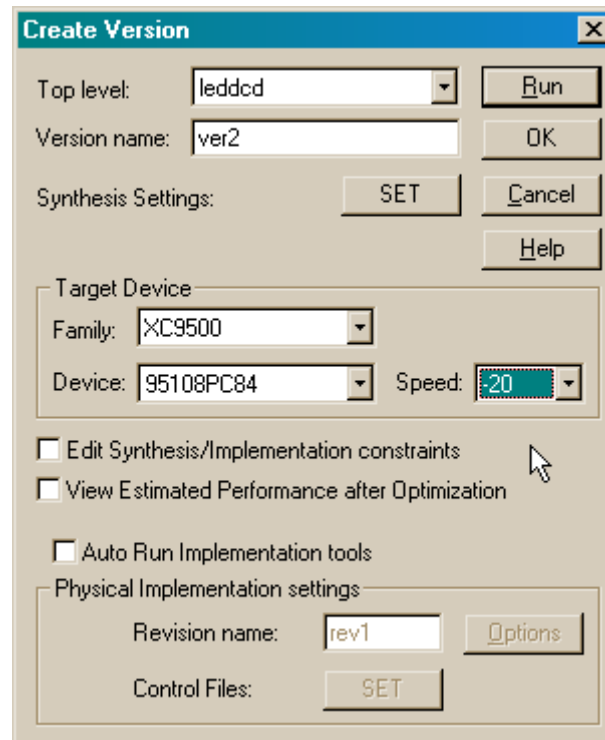 Create Version
Top level: leddcd Run
Version name: ver2 OK
Synthesis Settings: SET Cancel
Help
Target Device
Family: XC9500
Device: 95108PC84 Speed: -20
Edit Synthesis/Implementation constraints
View Estimated Performance after Optimization
Auto Run Implementation tools
Physical Implementation settings
Revision name: rev1 Options
Control Files: SET